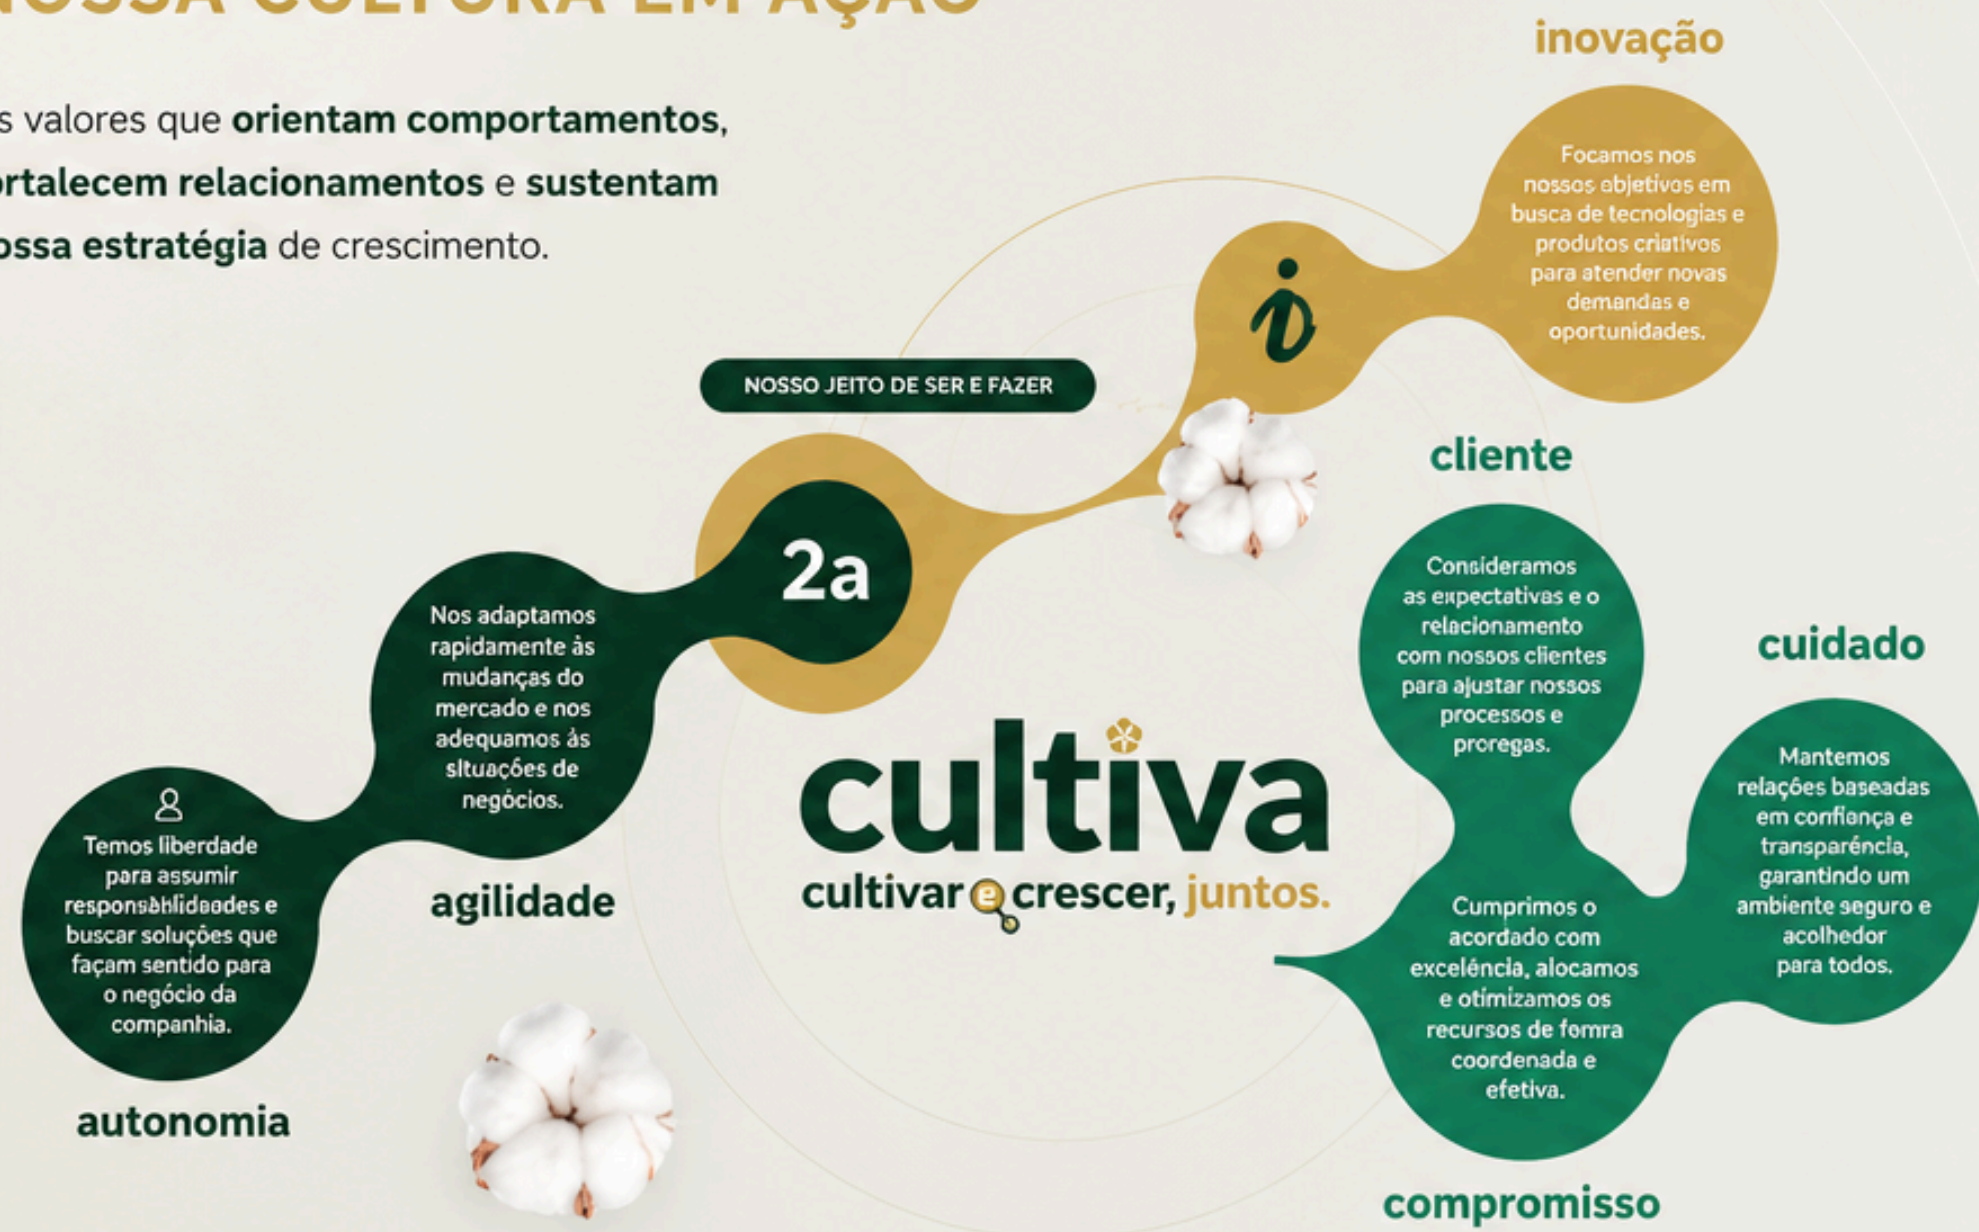 NOSSA CULTURA EM AÇÃO
s valores que orientam comportamentos,
ortalecem relacionamentos e sustentam
ossa estratégia de crescimento.
inovação
Focamos nos
nossos objetivos em
busca de tecnologias e
produtos criativos
para atender novas
demandas e
oportunidades.
i
NOSSO JEITO DE SER E FAZER
2a
Nos adaptamos
rapidamente às
mudanças do
mercado e nos
adequamos às
situações de
negócios.
agilidade
Temos liberdade
para assumir
buscar soluções que
façam sentido para
o negócio da
companhia.
autonomia
cultiva
cultivar e crescer, juntos.
cliente
Consideramos
as expectativas e o
relacionamento
com nossos clientes
para ajustar nossos
processos e
proregas.
cuidado
Mantemos
relações baseadas
em confiança e
transparência,
garantindo um
ambiente seguro e
acolhedor
para todos.
Cumprimos o
acordado com
excelência, alocamos
e otimizamos os
recursos de fomra
coordenada e
efetiva.
compromisso